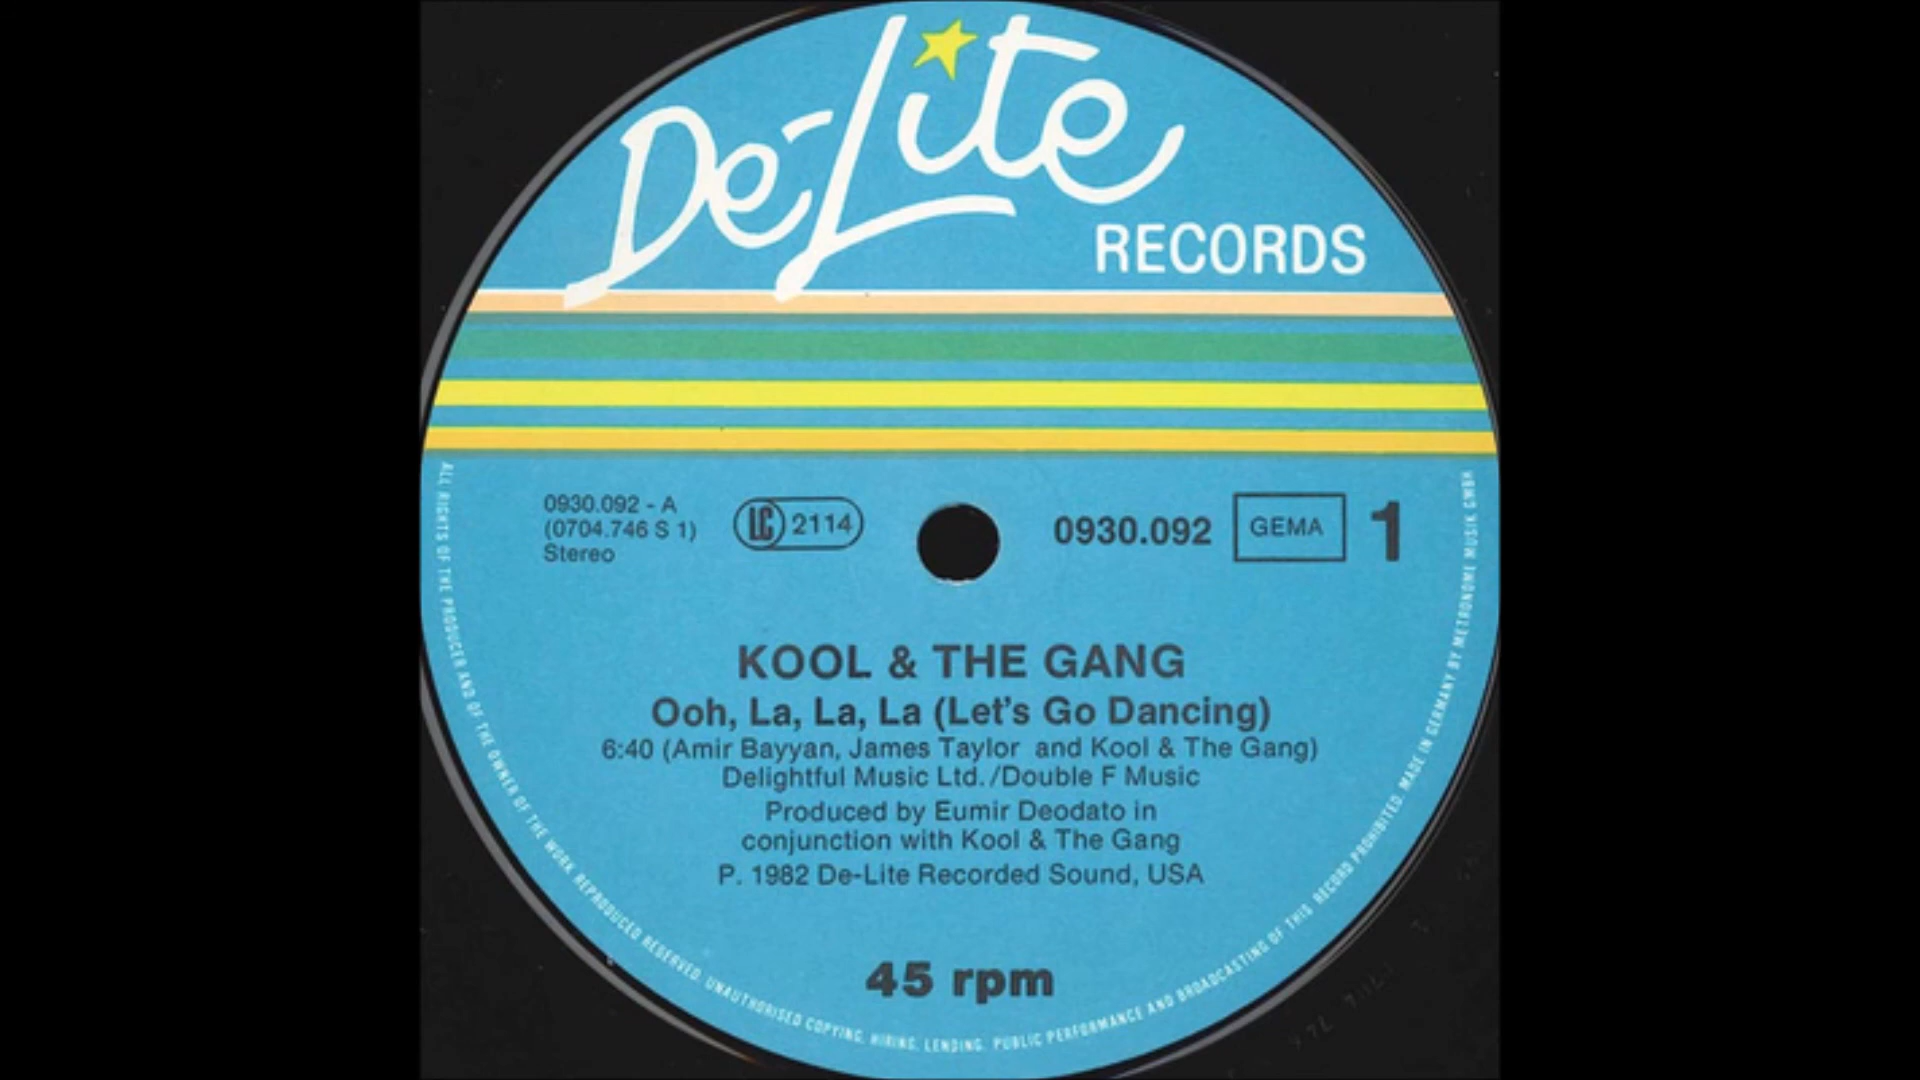 De-Lite
RECORDS
0930.092 - A
(0704.746 S 1)
Stereo
LC 2114
0930.092
GEMA
1
KOOL & THE GANG
Ooh, La, La, La (Let's Go Dancing)
6:40 (Amir Bayyan, James Taylor and Kool & The Gang)
Delightful Music Ltd./Double F Music
Produced by Eumir Deodato in
conjunction with Kool & The Gang
P. 1982 De-Lite Recorded Sound, USA
45 rpm
ALL RIGHTS OF THE PRODUCER AND OF THE OWNER OF THE WORK REPRODUCED RESERVED. UNAUTHORISED COPYING, HIRING, LENDING, PUBLIC PERFORMANCE AND BROADCASTING OF THIS RECORD PROHIBITED. MADE IN GERMANY BY METRONOME MUSIK GMBH